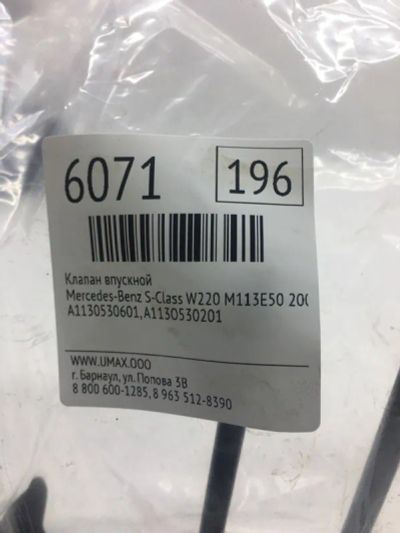 6071 196
Клапан впускной
Mercedes-Benz S-Class W220 M113E50 200
A1130530601,A1130530201
WWW.UMAX.OOO
г. Барнаул, ул. Попова 3В
8 800 600-1285, 8 963 512-8390